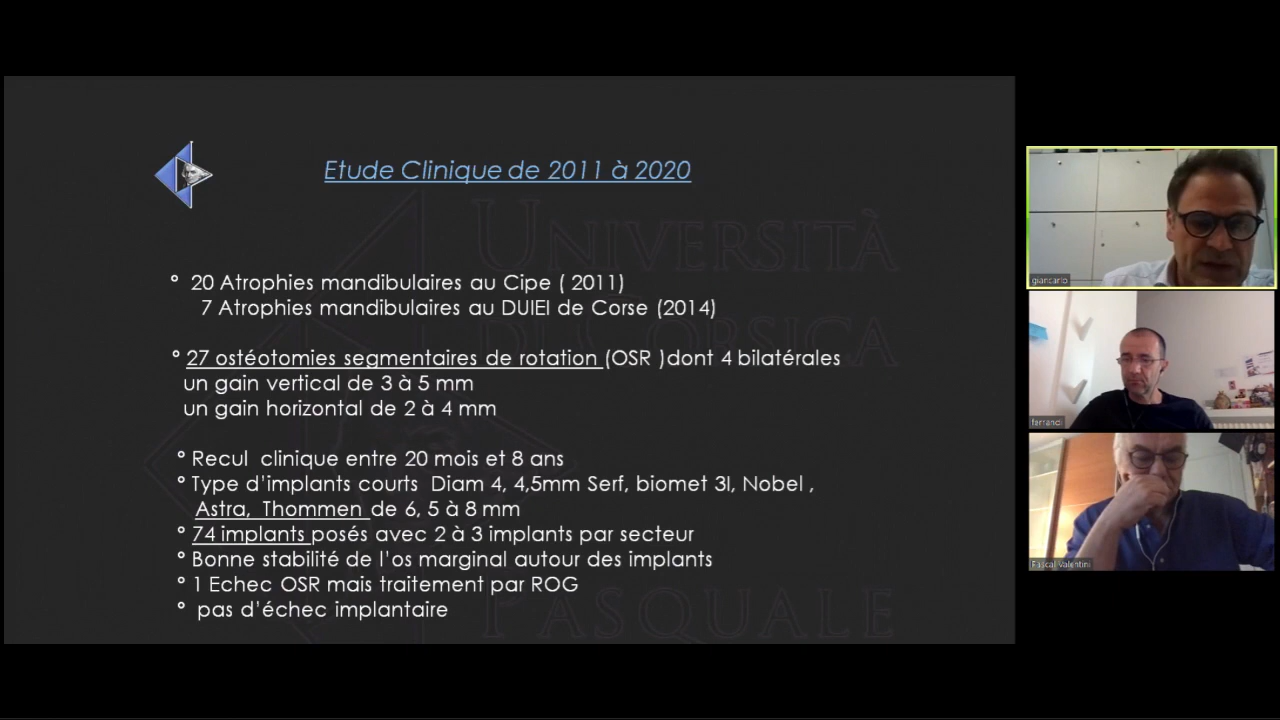 Etude Clinique de 2011 à 2020
° 20 Atrophies mandibulaires au Cipe ( 2011)
7 Atrophies mandibulaires au DUIEI de Corse (2014)
° 27 ostéotomies segmentaires de rotation (OSR )dont 4 bilatérales
un gain vertical de 3 à 5 mm
un gain horizontal de 2 à 4 mm
° Recul clinique entre 20 mois et 8 ans
° Type d'implants courts Diam 4, 4,5mm Serf, biomet 3I, Nobel ,
Astra, Thommen de 6, 5 à 8 mm
° 74 implants posés avec 2 à 3 implants par secteur
° Bonne stabilité de l'os marginal autour des implants
° 1 Echec OSR mais traitement par ROG
° pas d'échec implantaire
UNIVERSITÀ
DI CORSICA
PASQUALE
giancarlo
ferrandi
Pascal Valentini